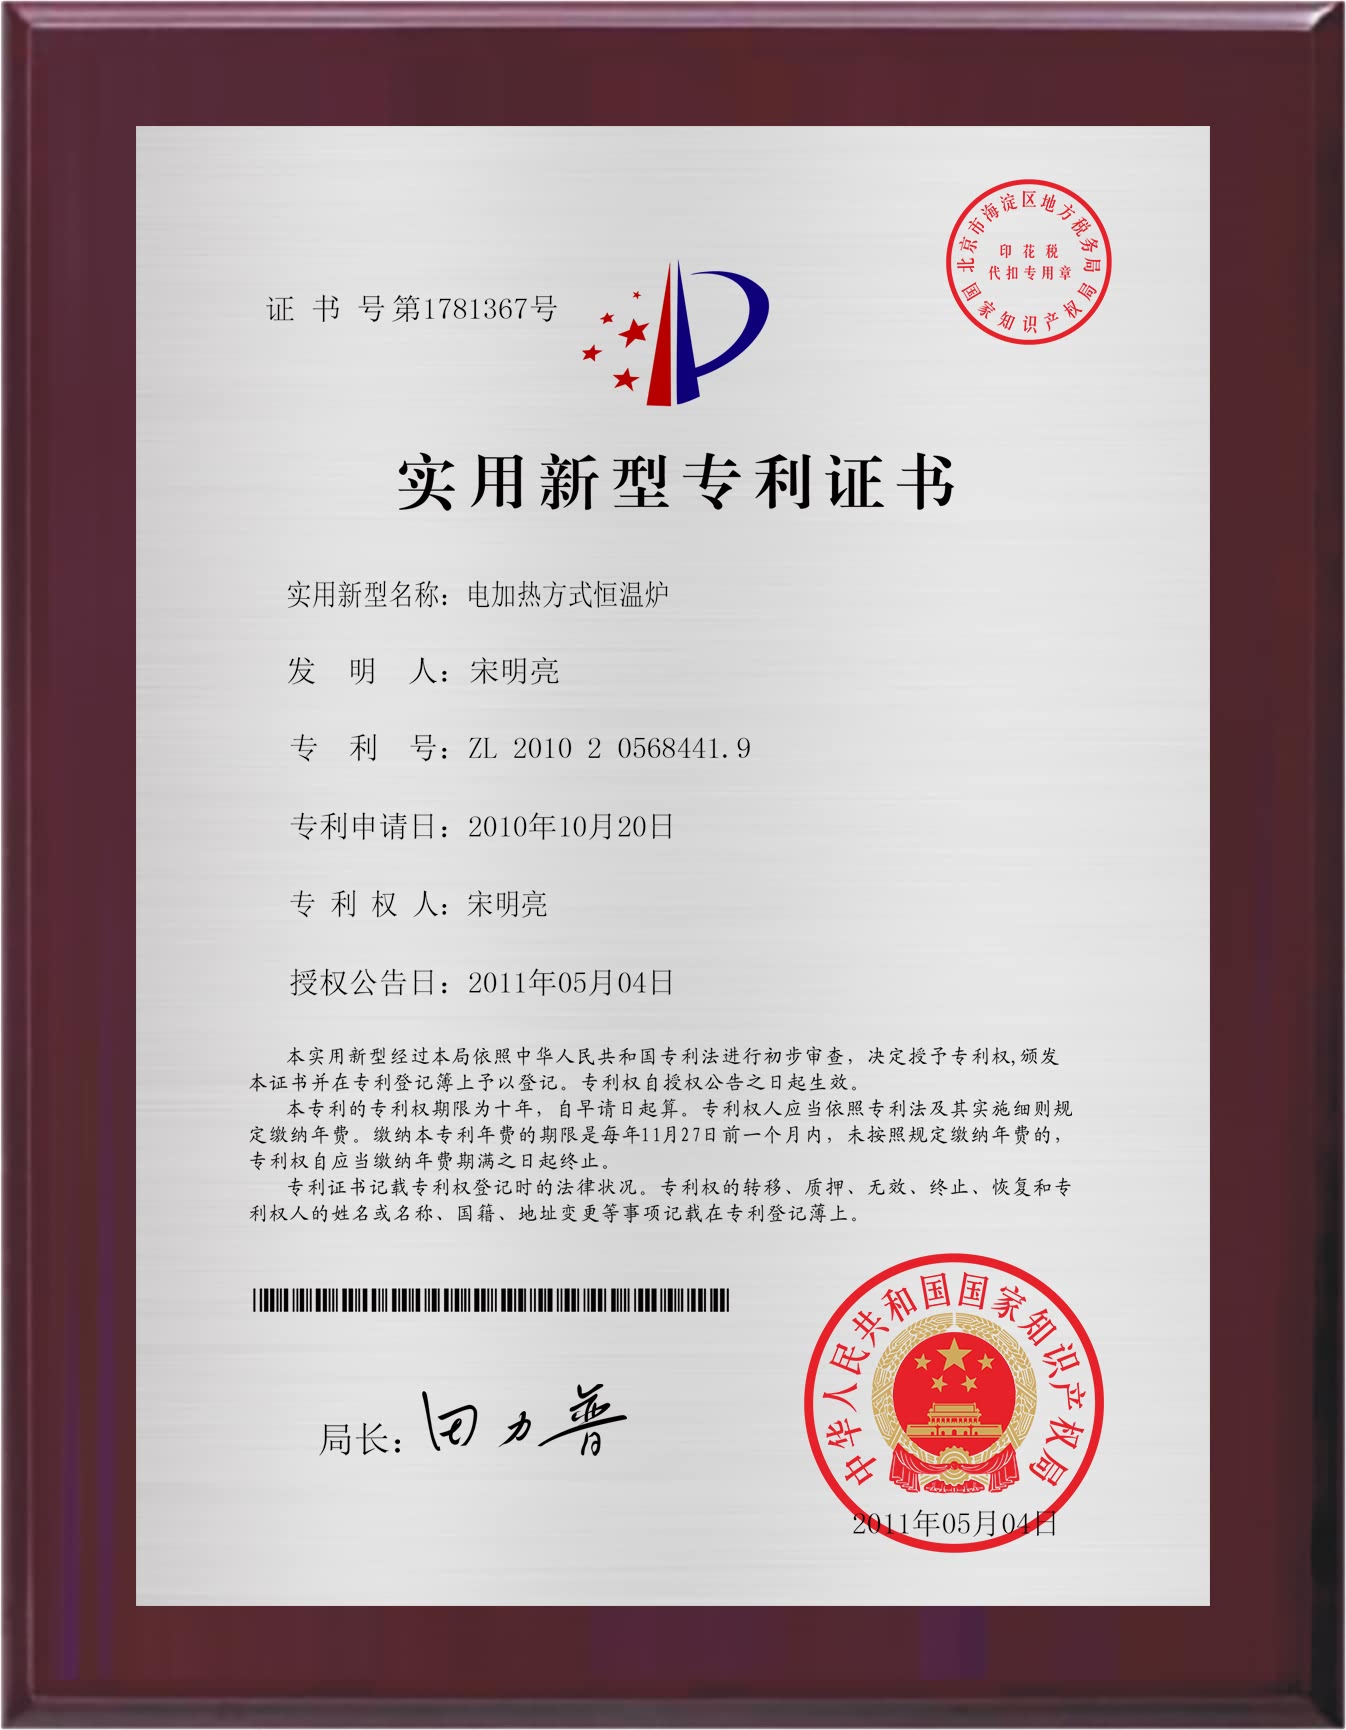 北京市海淀区地方税务局
印花税
代扣专用章
国家知识产权局
证 书 号第1781367号
实用新型专利证书
实用新型名称：电加热方式恒温炉
发 明 人：宋明亮
专 利 号：ZL 2010 2 0568441.9
专利申请日：2010年10月20日
专 利 权 人：宋明亮
授权公告日：2011年05月04日
本实用新型经过本局依照中华人民共和国专利法进行初步审查，决定授予专利权,颁发
本证书并在专利登记簿上予以登记。专利权自授权公告之日起生效。
本专利的专利权期限为十年，自早请日起算。专利权人应当依照专利法及其实施细则规
定缴纳年费。缴纳本专利年费的期限是每年11月27日前一个月内，未按照规定缴纳年费的，
专利权自应当缴纳年费期满之日起终止。
专利证书记载专利权登记时的法律状况。专利权的转移、质押、无效、终止、恢复和专
利权人的姓名或名称、国籍、地址变更等事项记载在专利登记薄上。
局长：田力普
中华人民共和国国家知识产权局
2011年05月04日